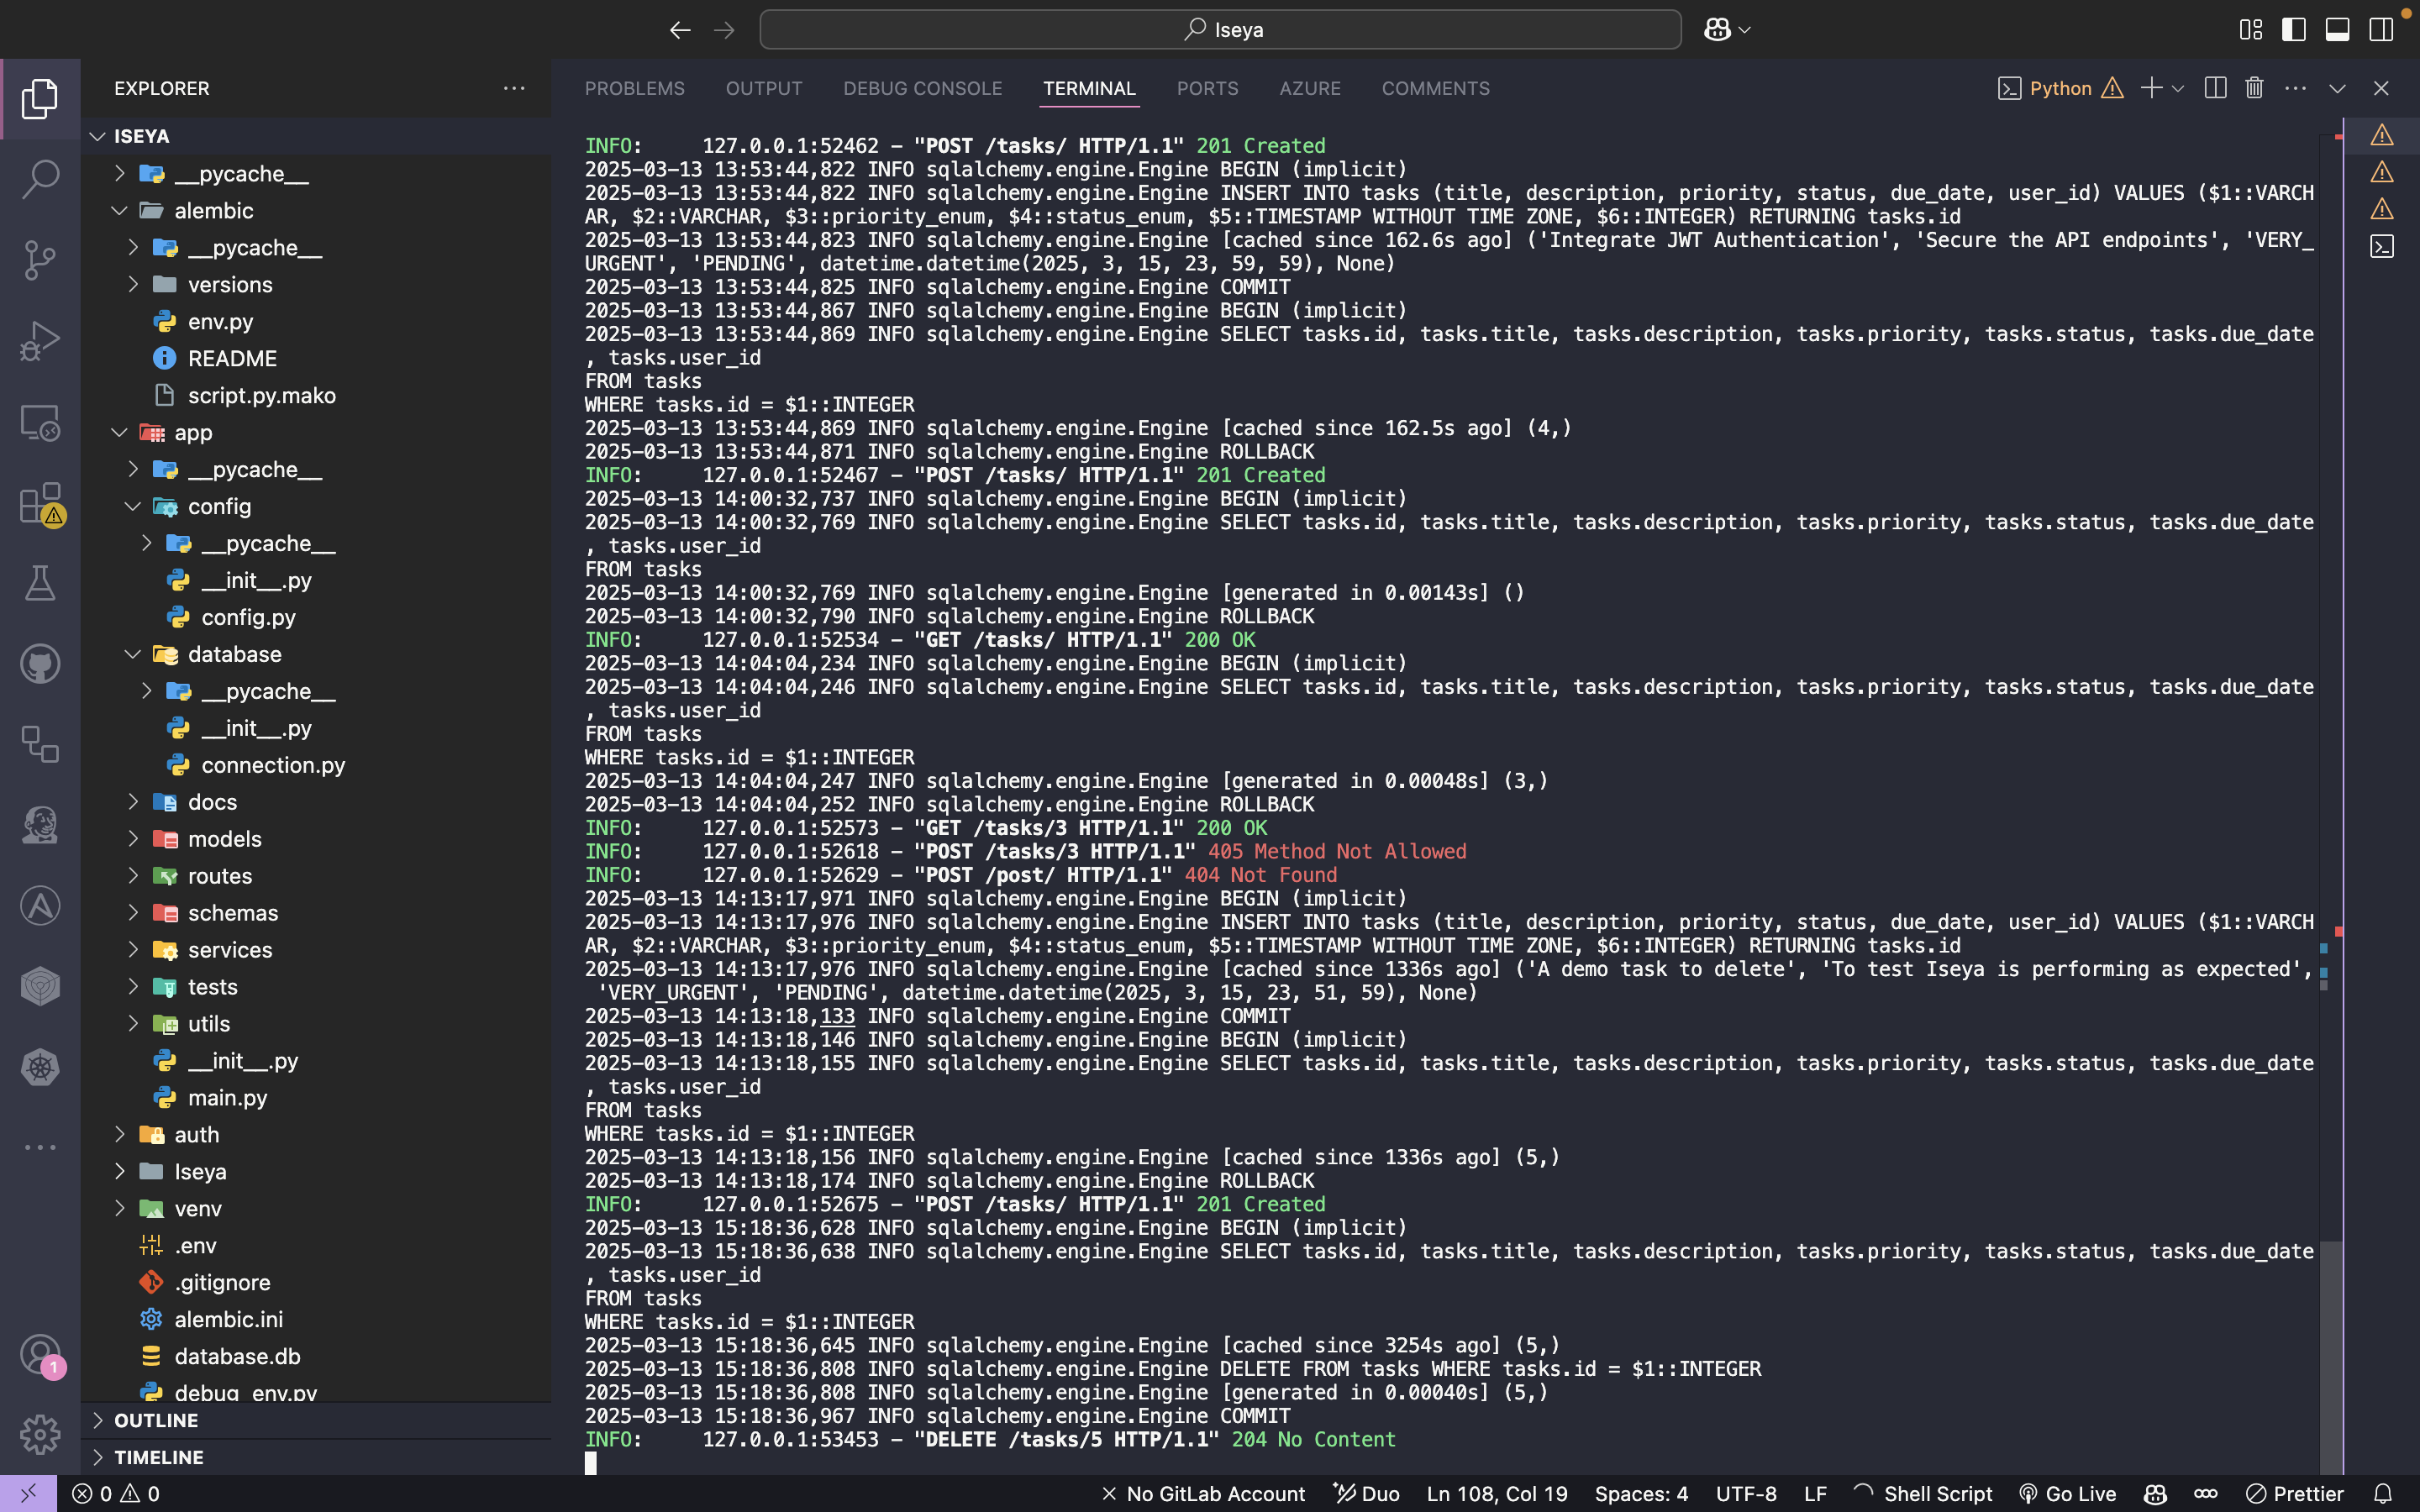 Iseya
EXPLORER
ISEYA
__pycache__
alembic
__pycache__
versions
env.py
README
script.py.mako
app
__pycache__
config
__pycache__
__init__.py
config.py
database
__pycache__
__init__.py
connection.py
docs
models
routes
schemas
services
tests
utils
__init__.py
main.py
auth
Iseya
venv
.env
.gitignore
alembic.ini
database.db
debug_env.py
OUTLINE
TIMELINE
1
PROBLEMS OUTPUT DEBUG CONSOLE TERMINAL PORTS AZURE COMMENTS
Python
INFO: 127.0.0.1:52462 - "POST /tasks/ HTTP/1.1" 201 Created
2025-03-13 13:53:44,822 INFO sqlalchemy.engine.Engine BEGIN (implicit)
2025-03-13 13:53:44,822 INFO sqlalchemy.engine.Engine INSERT INTO tasks (title, description, priority, status, due_date, user_id) VALUES ($1::VARCH
AR, $2::VARCHAR, $3::priority_enum, $4::status_enum, $5::TIMESTAMP WITHOUT TIME ZONE, $6::INTEGER) RETURNING tasks.id
2025-03-13 13:53:44,823 INFO sqlalchemy.engine.Engine [cached since 162.6s ago] ('Integrate JWT Authentication', 'Secure the API endpoints', 'VERY_
URGENT', 'PENDING', datetime.datetime(2025, 3, 15, 23, 59, 59), None)
2025-03-13 13:53:44,825 INFO sqlalchemy.engine.Engine COMMIT
2025-03-13 13:53:44,867 INFO sqlalchemy.engine.Engine BEGIN (implicit)
2025-03-13 13:53:44,869 INFO sqlalchemy.engine.Engine SELECT tasks.id, tasks.title, tasks.description, tasks.priority, tasks.status, tasks.due_date
, tasks.user_id
FROM tasks
WHERE tasks.id = $1::INTEGER
2025-03-13 13:53:44,869 INFO sqlalchemy.engine.Engine [cached since 162.5s ago] (4,)
2025-03-13 13:53:44,871 INFO sqlalchemy.engine.Engine ROLLBACK
INFO: 127.0.0.1:52467 - "POST /tasks/ HTTP/1.1" 201 Created
2025-03-13 14:00:32,737 INFO sqlalchemy.engine.Engine BEGIN (implicit)
2025-03-13 14:00:32,769 INFO sqlalchemy.engine.Engine SELECT tasks.id, tasks.title, tasks.description, tasks.priority, tasks.status, tasks.due_date
, tasks.user_id
FROM tasks
2025-03-13 14:00:32,769 INFO sqlalchemy.engine.Engine [generated in 0.00143s] ()
2025-03-13 14:00:32,790 INFO sqlalchemy.engine.Engine ROLLBACK
INFO: 127.0.0.1:52534 - "GET /tasks/ HTTP/1.1" 200 OK
2025-03-13 14:04:04,234 INFO sqlalchemy.engine.Engine BEGIN (implicit)
2025-03-13 14:04:04,246 INFO sqlalchemy.engine.Engine SELECT tasks.id, tasks.title, tasks.description, tasks.priority, tasks.status, tasks.due_date
, tasks.user_id
FROM tasks
WHERE tasks.id = $1::INTEGER
2025-03-13 14:04:04,247 INFO sqlalchemy.engine.Engine [generated in 0.00048s] (3,)
2025-03-13 14:04:04,252 INFO sqlalchemy.engine.Engine ROLLBACK
INFO: 127.0.0.1:52573 - "GET /tasks/3 HTTP/1.1" 200 OK
INFO: 127.0.0.1:52618 - "POST /tasks/3 HTTP/1.1" 405 Method Not Allowed
INFO: 127.0.0.1:52629 - "POST /post/ HTTP/1.1" 404 Not Found
2025-03-13 14:13:17,971 INFO sqlalchemy.engine.Engine BEGIN (implicit)
2025-03-13 14:13:17,976 INFO sqlalchemy.engine.Engine INSERT INTO tasks (title, description, priority, status, due_date, user_id) VALUES ($1::VARCH
AR, $2::VARCHAR, $3::priority_enum, $4::status_enum, $5::TIMESTAMP WITHOUT TIME ZONE, $6::INTEGER) RETURNING tasks.id
2025-03-13 14:13:17,976 INFO sqlalchemy.engine.Engine [cached since 1336s ago] ('A demo task to delete', 'To test Iseya is performing as expected',
'VERY_URGENT', 'PENDING', datetime.datetime(2025, 3, 15, 23, 51, 59), None)
2025-03-13 14:13:18,133 INFO sqlalchemy.engine.Engine COMMIT
2025-03-13 14:13:18,146 INFO sqlalchemy.engine.Engine BEGIN (implicit)
2025-03-13 14:13:18,155 INFO sqlalchemy.engine.Engine SELECT tasks.id, tasks.title, tasks.description, tasks.priority, tasks.status, tasks.due_date
, tasks.user_id
FROM tasks
WHERE tasks.id = $1::INTEGER
2025-03-13 14:13:18,156 INFO sqlalchemy.engine.Engine [cached since 1336s ago] (5,)
2025-03-13 14:13:18,174 INFO sqlalchemy.engine.Engine ROLLBACK
INFO: 127.0.0.1:52675 - "POST /tasks/ HTTP/1.1" 201 Created
2025-03-13 15:18:36,628 INFO sqlalchemy.engine.Engine BEGIN (implicit)
2025-03-13 15:18:36,638 INFO sqlalchemy.engine.Engine SELECT tasks.id, tasks.title, tasks.description, tasks.priority, tasks.status, tasks.due_date
, tasks.user_id
FROM tasks
WHERE tasks.id = $1::INTEGER
2025-03-13 15:18:36,645 INFO sqlalchemy.engine.Engine [cached since 3254s ago] (5,)
2025-03-13 15:18:36,808 INFO sqlalchemy.engine.Engine DELETE FROM tasks WHERE tasks.id = $1::INTEGER
2025-03-13 15:18:36,808 INFO sqlalchemy.engine.Engine [generated in 0.00040s] (5,)
2025-03-13 15:18:36,967 INFO sqlalchemy.engine.Engine COMMIT
INFO: 127.0.0.1:53453 - "DELETE /tasks/5 HTTP/1.1" 204 No Content
0 0 No GitLab Account Duo Ln 108, Col 19 Spaces: 4 UTF-8 LF Shell Script Go Live Prettier